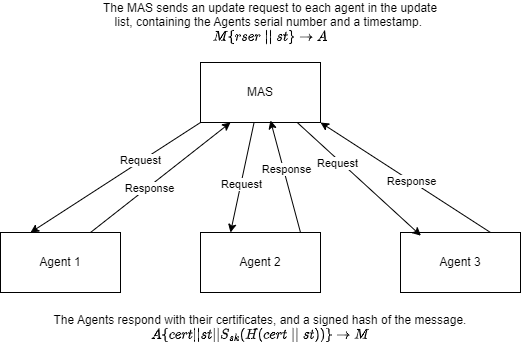 The MAS sends an update request to each agent in the update
list, containing the Agents serial number and a timestamp.
M{rser || st} → A
MAS
Request
Response
Request
Response
Request
Response
Agent 1
Agent 2
Agent 3
The Agents respond with their certificates, and a signed hash of the message.
A{cert||st||S_{sk}(H(cert || st))} → M